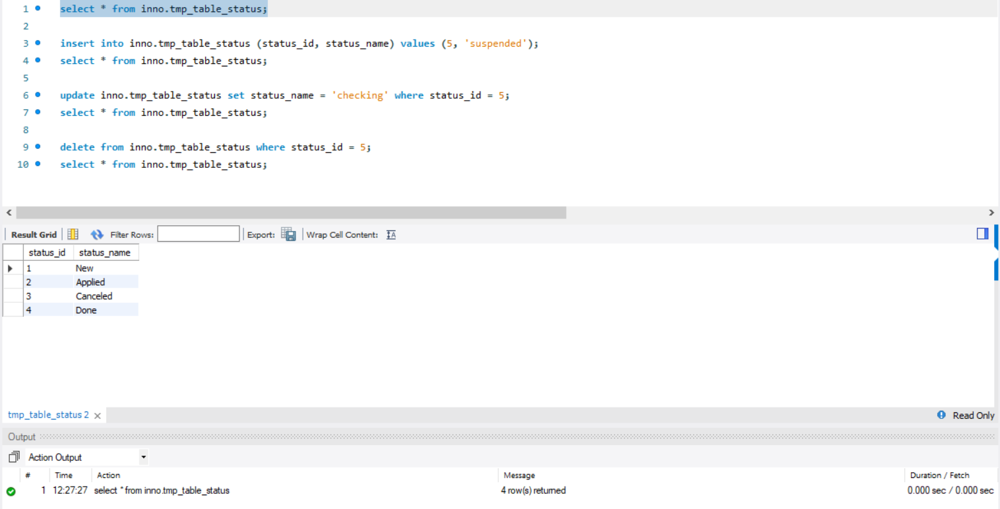 1 select * from inno.tmp_table_status;
2
3 insert into inno.tmp_table_status (status_id, status_name) values (5, 'suspended');
4 select * from inno.tmp_table_status;
5
6 update inno.tmp_table_status set status_name = 'checking' where status_id = 5;
7 select * from inno.tmp_table_status;
8
9 delete from inno.tmp_table_status where status_id = 5;
10 select * from inno.tmp_table_status;
Result Grid Filter Rows: Export: Wrap Cell Content: IA
status_id status_name
1 New
2 Applied
3 Canceled
4 Done
tmp_table_status 2 × Read Only
Output
Action Output
# Time Action Message Duration / Fetch
1 12:27:27 select * from inno.tmp_table_status 4 row(s) returned 0.000 sec / 0.000 sec